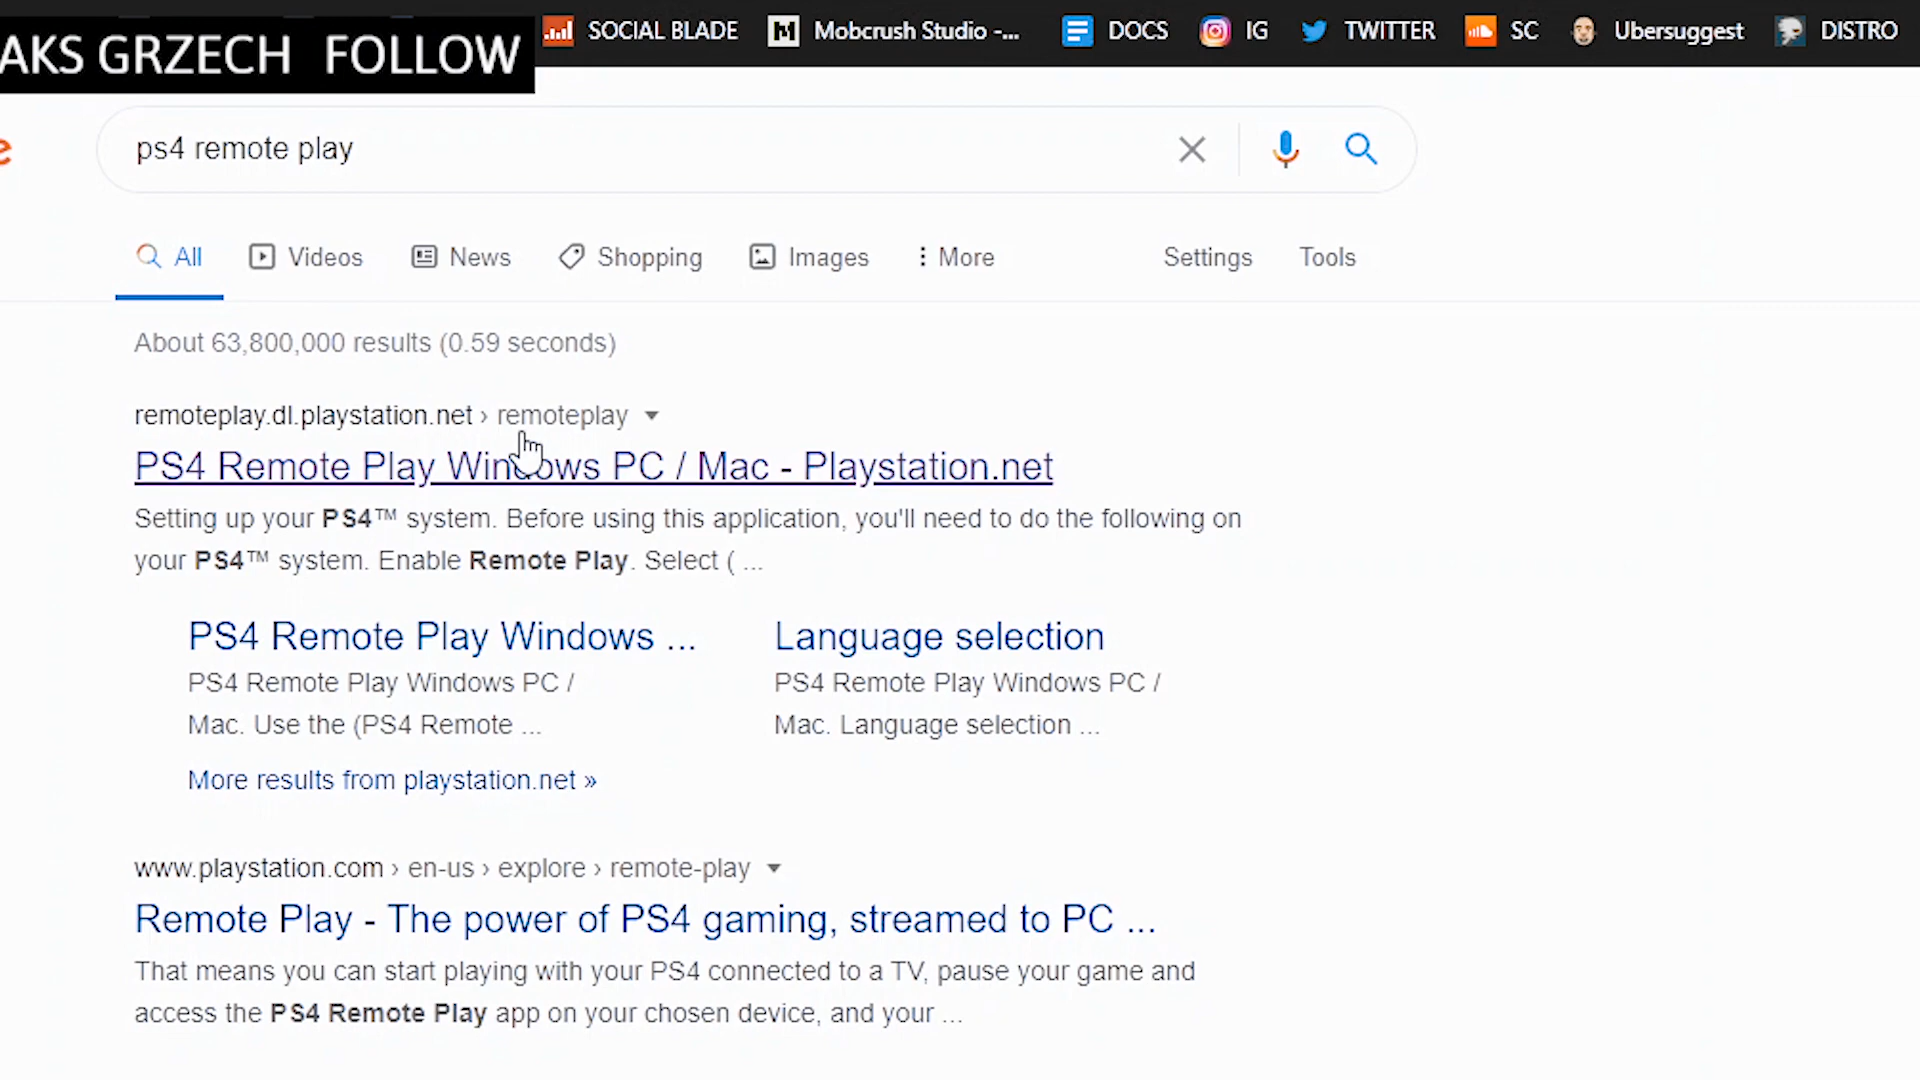 AKS GRZECH FOLLOW
SOCIAL BLADE Mobcrush Studio -... DOCS IG TWITTER SC Ubersuggest DISTRO
ps4 remote play
All Videos News Shopping Images More Settings Tools
About 63,800,000 results (0.59 seconds)
remoteplay.dl.playstation.net › remoteplay
PS4 Remote Play Windows PC / Mac - Playstation.net
Setting up your PS4™ system. Before using this application, you'll need to do the following on
your PS4™ system. Enable Remote Play. Select ( ...
PS4 Remote Play Windows ...
PS4 Remote Play Windows PC /
Mac. Use the (PS4 Remote ...
Language selection
PS4 Remote Play Windows PC /
Mac. Language selection ...
More results from playstation.net »
www.playstation.com › en-us › explore › remote-play
Remote Play - The power of PS4 gaming, streamed to PC ...
That means you can start playing with your PS4 connected to a TV, pause your game and
access the PS4 Remote Play app on your chosen device, and your ...